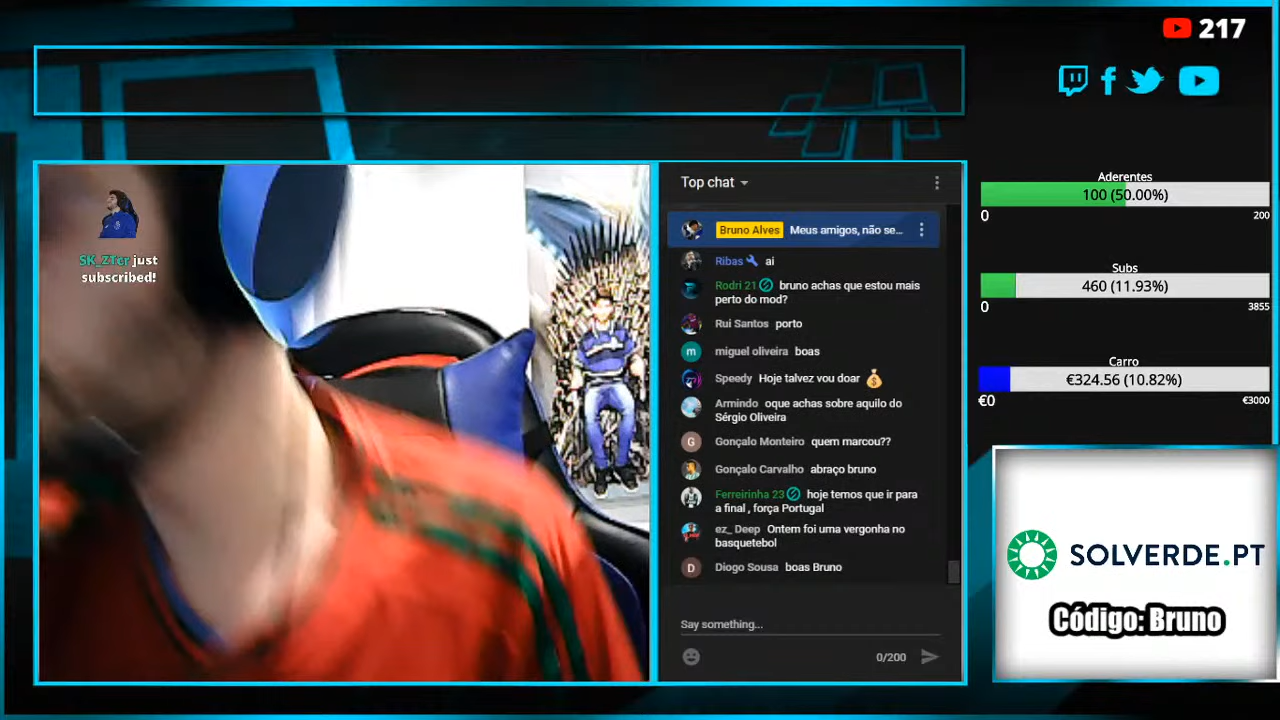 217
SK_ZTer just
subscribed!
Top chat
Bruno Alves Meus amigos, não se...
Ribas ai
Rodri 21 bruno achas que estou mais
perto do mod?
Rui Santos porto
m miguel oliveira boas
Speedy Hoje talvez vou doar
Armindo oque achas sobre aquilo do
Sérgio Oliveira
G Gonçalo Monteiro quem marcou??
Gonçalo Carvalho abraço bruno
Ferreirinha 23 hoje temos que ir para
a final , força Portugal
ez_ Deep Ontem foi uma vergonha no
basquetebol
D Diogo Sousa boas Bruno
Say something...
0/200
Aderentes
100 (50.00%)
0 200
Subs
460 (11.93%)
0 3855
Carro
€324.56 (10.82%)
€0 €3000
SOLVERDE.PT
Código: Bruno